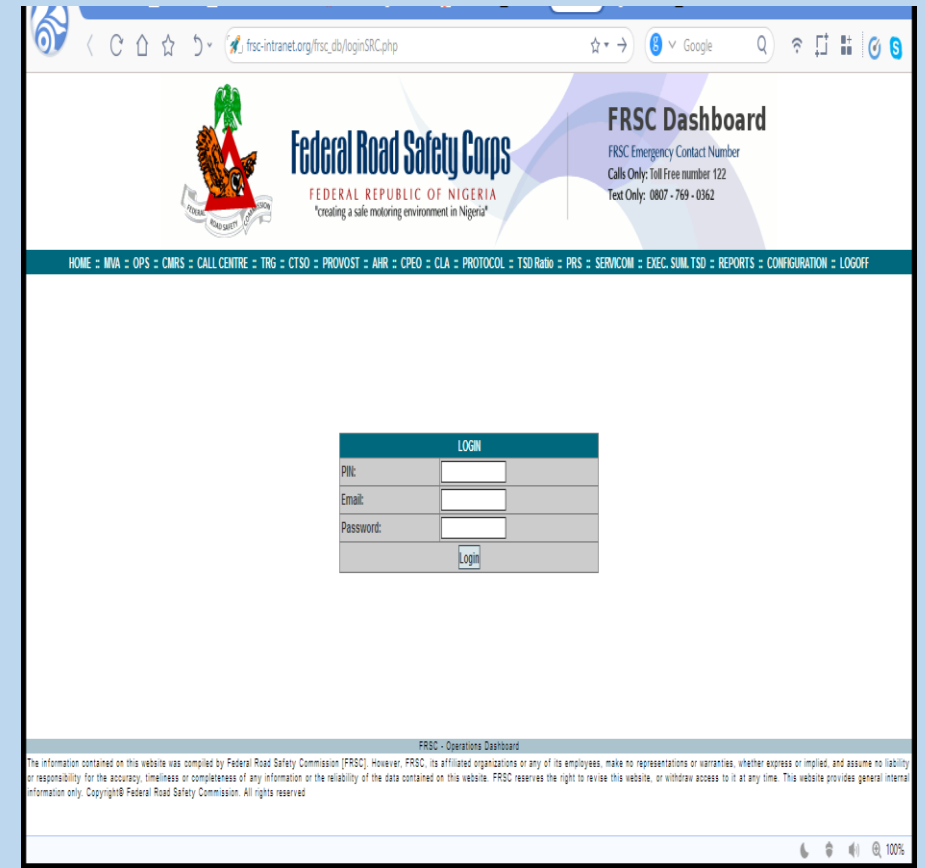 frsc-intranet.org/frsc_db/loginSRC.php
Google
FEDERAL ROAD SAFETY COMMISSION
Federal Road Safety Corps
FEDERAL REPUBLIC OF NIGERIA
"creating a safe motoring environment in Nigeria"
FRSC Dashboard
FRSC Emergency Contact Number
Calls Only: Toll Free number 122
Text Only: 0807 - 769 - 0362
HOME :: MVA :: OPS :: CMRS :: CALL CENTRE :: TRG :: CTSO :: PROVOST :: AHR :: CPEO :: CLA :: PROTOCOL :: TSD Ratio :: PRS :: SERVICOM :: EXEC. SUM. TSD :: REPORTS :: CONFIGURATION :: LOGOFF
LOGIN
PIN:
Email:
Password:
Login
FRSC - Operations Dashboard
The information contained on this website was compiled by Federal Road Safety Commission [FRSC]. However, FRSC, its affiliated organizations or any of its employees, make no representations or warranties, whether express or implied, and assume no liability
or responsibility for the accuracy, timeliness or completeness of any information or the reliability of the data contained on this website. FRSC reserves the right to revise this website, or withdraw access to it at any time. This website provides general internal
information only. Copyright® Federal Road Safety Commission. All rights reserved
100%